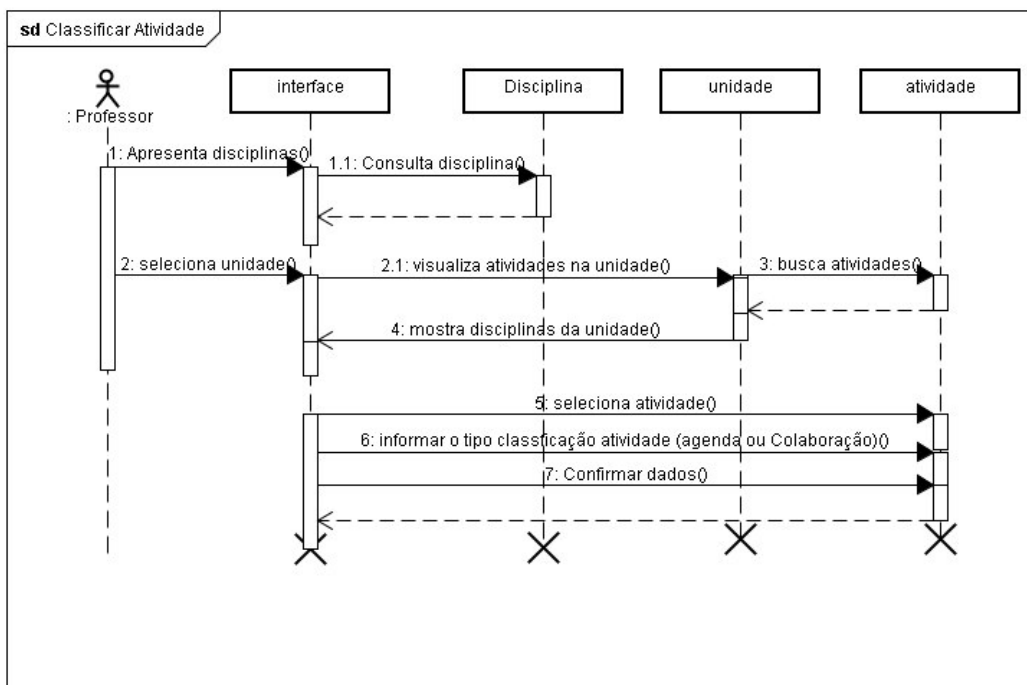 sd Classificar Atividade
: Professor
interface
Disciplina
unidade
atividade
1: Apresenta disciplinas()
1.1: Consulta disciplina()
2: seleciona unidade()
2.1: visualiza atividades na unidade()
3: busca atividades()
4: mostra disciplinas da unidade()
5: seleciona atividade()
6: informar o tipo classficação atividade (agenda ou Colaboração)()
7: Confirmar dados()